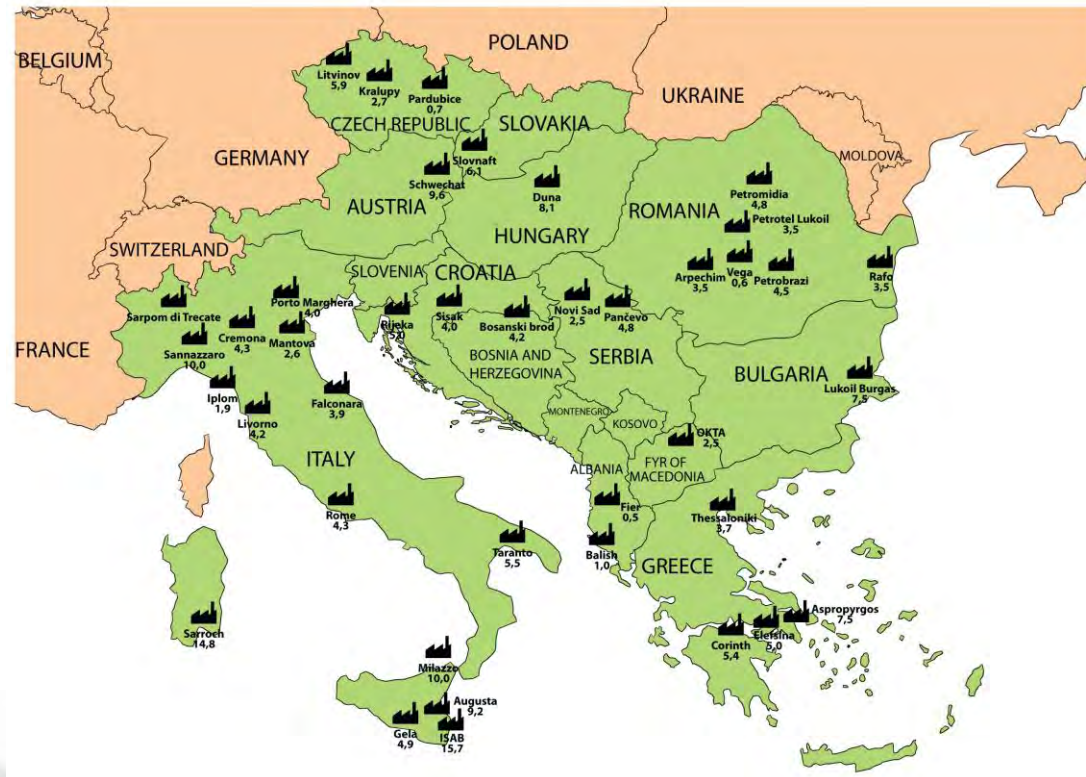 POLAND
BELGIUM
Litvinov
5,9
Kralupy
2,7
Pardubice
0,7
CZECH REPUBLIC
UKRAINE
SLOVAKIA
GERMANY
Slovnaft
6,1
MOLDOVA
Schwechat
9,6
Duna
8,1
Petromidia
4,8
AUSTRIA
ROMANIA
Petrotel Lukoil
3,5
HUNGARY
SWITZERLAND
SLOVENIA
CROATIA
Arpechim
3,5
Vega
0,6
Petrobrazi
4,5
Rafo
3,5
Porto Marghera
4,0
Sarpom di Trecate
Rijeka
5,0
Sisak
4,0
Bosanski brod
4,2
Novi Sad
2,5
Pančevo
4,8
Cremona
4,3
Mantova
2,6
FRANCE
Sannazzaro
10,0
BOSNIA AND
HERZEGOVINA
SERBIA
BULGARIA
Lukoil Burgas
7,5
Iplom
1,9
Livorno
4,2
Falconara
3,9
MONTENEGRO
KOSOVO
OKTA
2,5
ITALY
ALBANIA
FYR OF
MACEDONIA
Rome
4,3
Fier
0,5
Thessaloniki
3,7
Taranto
5,5
Balish
1,0
GREECE
Aspropyrgos
7,5
Sarroch
14,8
Corinth
5,4
Elefsina
5,0
Milazzo
10,0
Augusta
9,2
Gela
4,9
ISAB
15,7